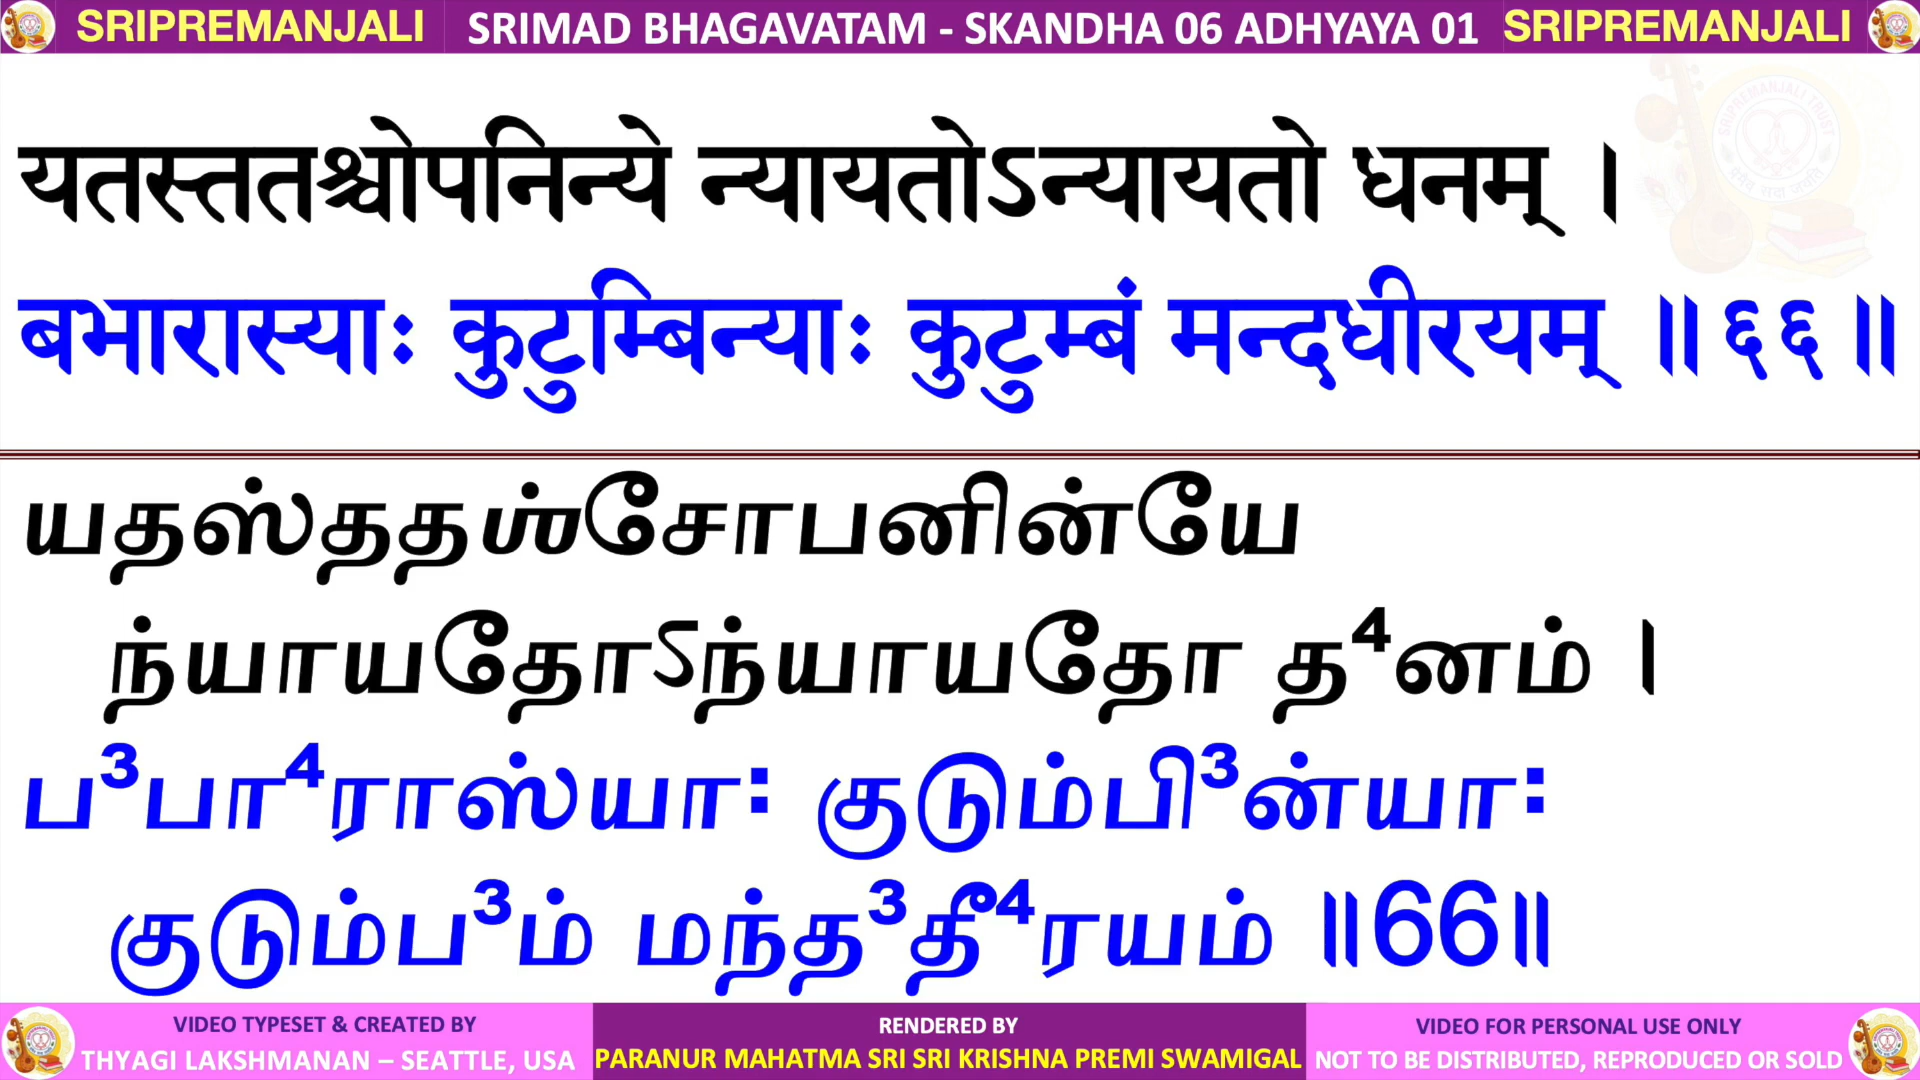 SRIPREMANJALI SRIMAD BHAGAVATAM - SKANDHA 06 ADHYAYA 01 SRIPREMANJALI
यतस्ततश्चोपनिन्ये न्यायतोऽन्यायतो धनम् ।
बभारास्याः कुटुम्बिन्याः कुटुम्बं मन्दधीरयम् ॥ ६६ ॥
யதஸ்ததஶ்சோபனின்யே
ந்யாயதோऽந்யாயதோ த⁴னம் ।
ப³பா⁴ராஸ்யா꞉ குடும்பி³ன்யா꞉
குடும்ப³ம் மந்த³தீ⁴ரயம் ॥66॥
VIDEO TYPESET & CREATED BY
THYAGI LAKSHMANAN – SEATTLE, USA
RENDERED BY
PARANUR MAHATMA SRI SRI KRISHNA PREMI SWAMIGAL
VIDEO FOR PERSONAL USE ONLY
NOT TO BE DISTRIBUTED, REPRODUCED OR SOLD